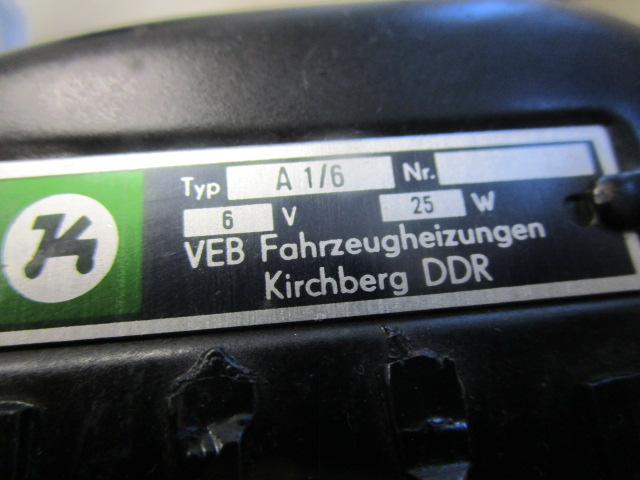 Typ A 1/6 Nr.
6 V 25 W
VEB Fahrzeugheizungen
Kirchberg DDR